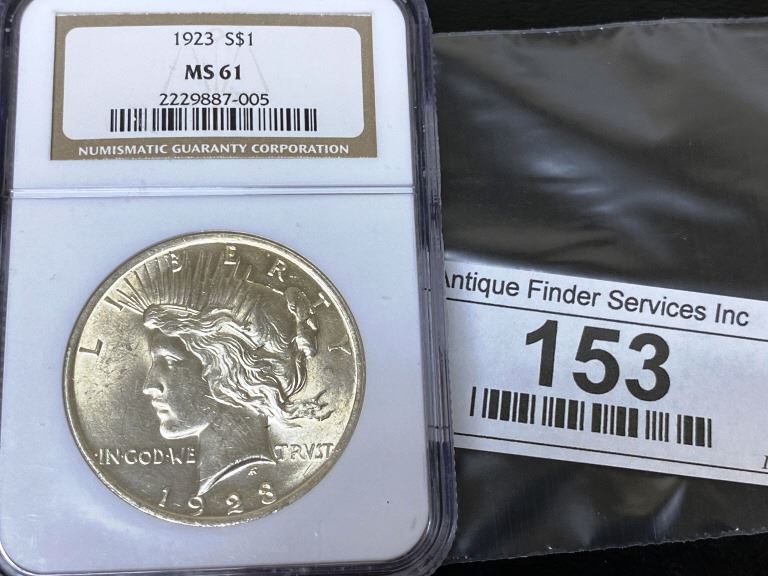 1923 S$1
MS 61
2229887-005
NUMISMATIC GUARANTY CORPORATION
LIBERTY
IN·GOD·WE TRVST
1923
Antique Finder Services Inc
153